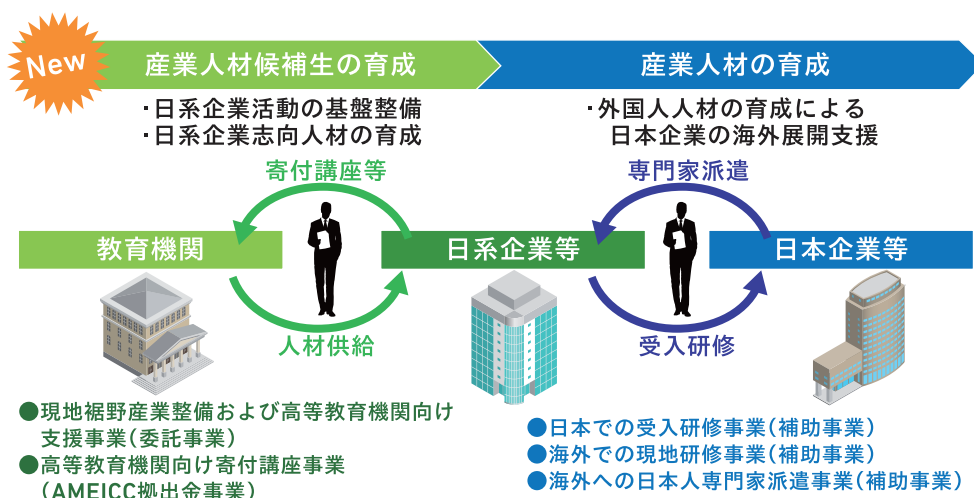 New
産業人材候補生の育成
産業人材の育成
・日系企業活動の基盤整備
・日系企業志向人材の育成
・外国人人材の育成による
日本企業の海外展開支援
寄付講座等
専門家派遣
教育機関
日系企業等
日本企業等
人材供給
受入研修
●現地裾野産業整備および高等教育機関向け
支援事業(委託事業)
●高等教育機関向け寄付講座事業
(AMEICC拠出金事業)
●日本での受入研修事業(補助事業)
●海外での現地研修事業(補助事業)
●海外への日本人専門家派遣事業(補助事業)